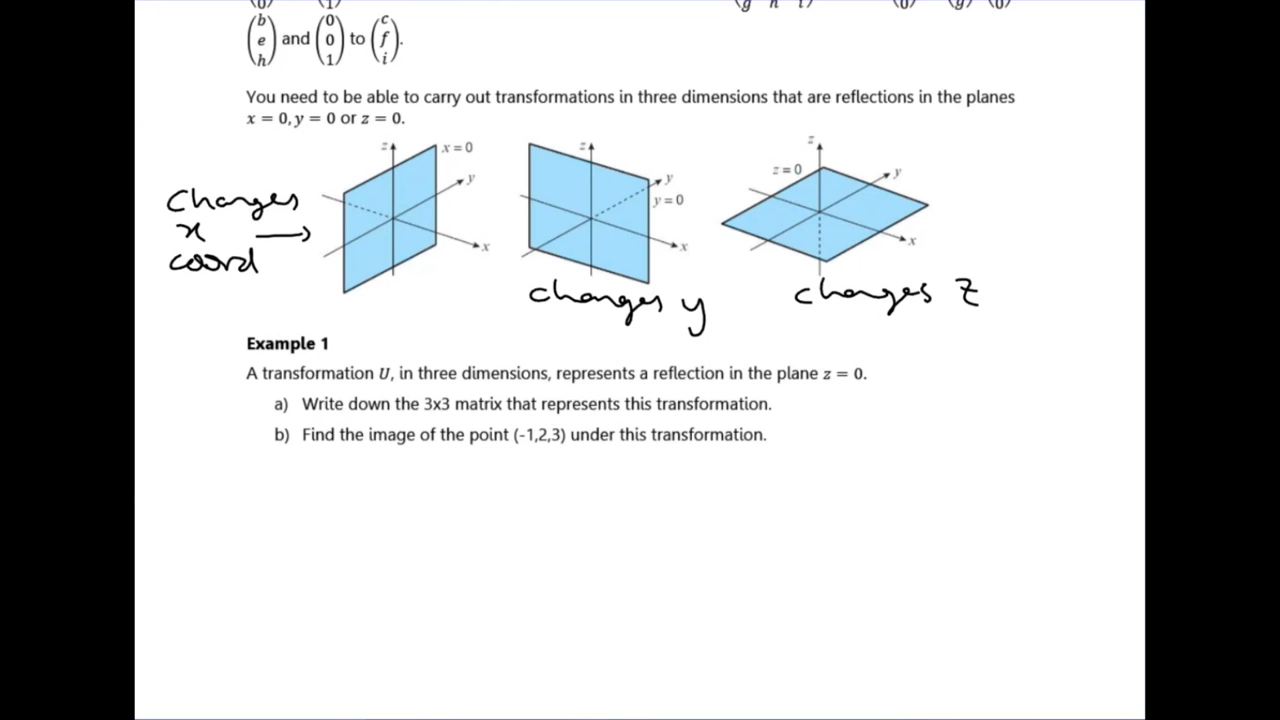 (b e h) and (0 0 1) to (c f i).
You need to be able to carry out transformations in three dimensions that are reflections in the planes
x = 0, y = 0 or z = 0.
z x = 0 y x
z y y = 0 x
z z = 0 y x
changes
x →
coord
changes y
changes z
Example 1
A transformation U, in three dimensions, represents a reflection in the plane z = 0.
a) Write down the 3x3 matrix that represents this transformation.
b) Find the image of the point (-1,2,3) under this transformation.